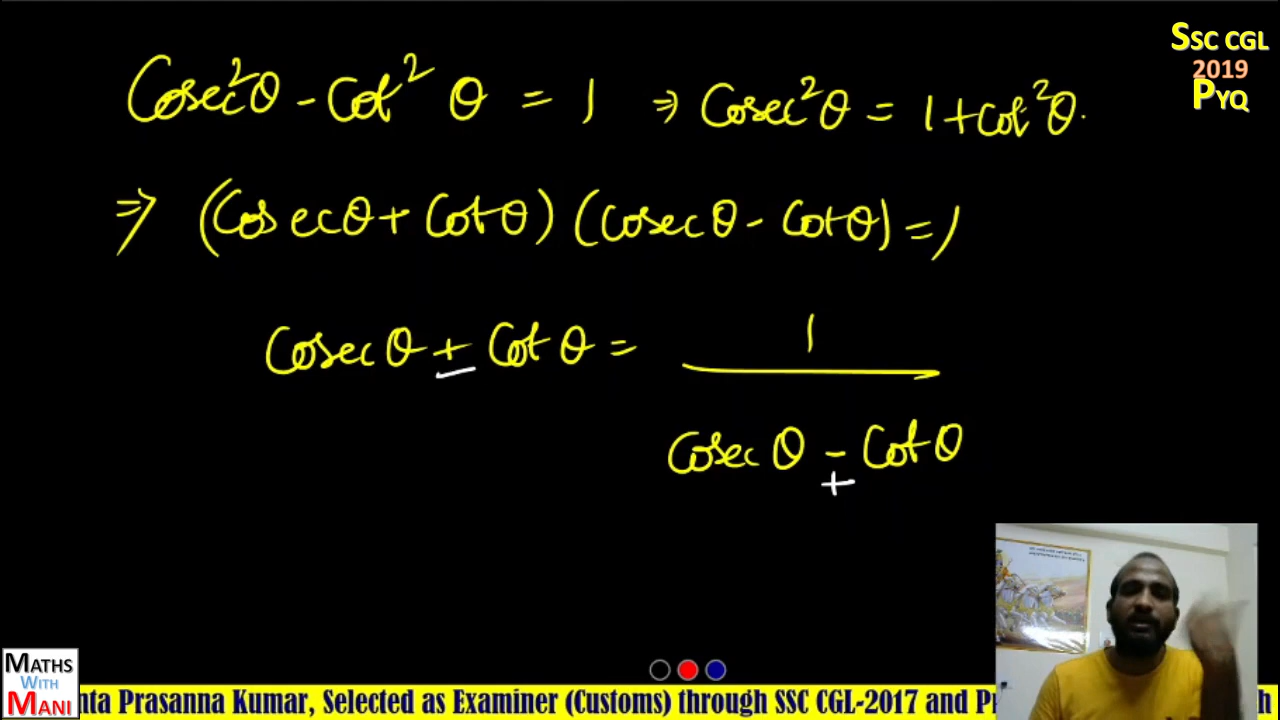 Cosec²θ - Cot²θ = 1 ⇒ Cosec²θ = 1 + Cot²θ.
⇒ (Cosecθ + Cotθ) (Cosecθ - Cotθ) = 1
Cosecθ + Cotθ = 1
Cosecθ - Cotθ
+
SSC CGL
2019
PYQ
MATHS
WITH
MANI
nta Prasanna Kumar, Selected as Examiner (Customs) through SSC CGL-2017 and P
h